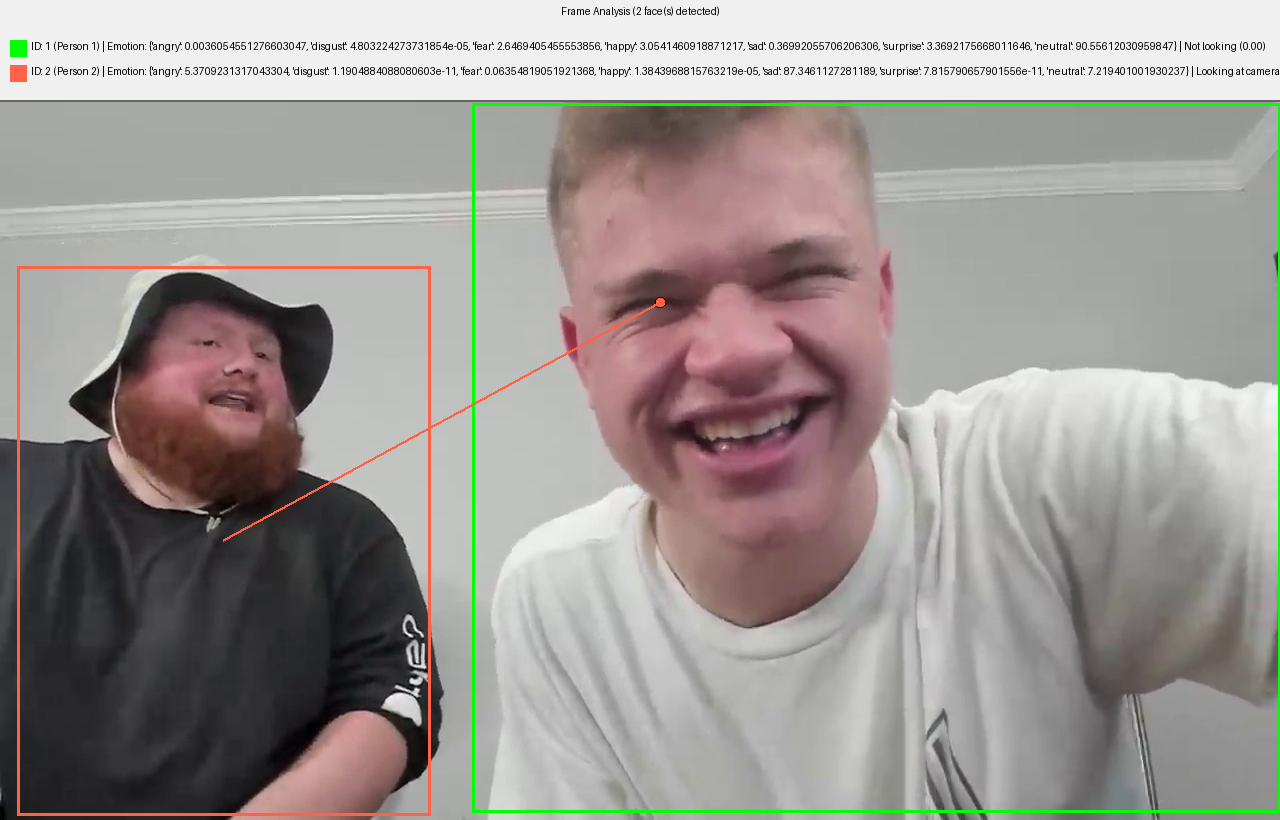 Frame Analysis (2 face(s) detected)
ID: 1 (Person 1) | Emotion: {'angry': 0.0036054551276603047, 'disgust': 4.803224273731854e-05, 'fear': 2.6469405455553856, 'happy': 3.0541460918871217, 'sad': 0.36992055706206306, 'surprise': 3.3692175668011646, 'neutral': 90.55612030959847} | Not looking (0.00)
ID: 2 (Person 2) | Emotion: {'angry': 5.3709231317043304, 'disgust': 1.1904884088080603e-11, 'fear': 0.06354819051921368, 'happy': 1.3843968815763219e-05, 'sad': 87.3461127281189, 'surprise': 7.815790657901556e-11, 'neutral': 7.219401001930237} | Looking at camera